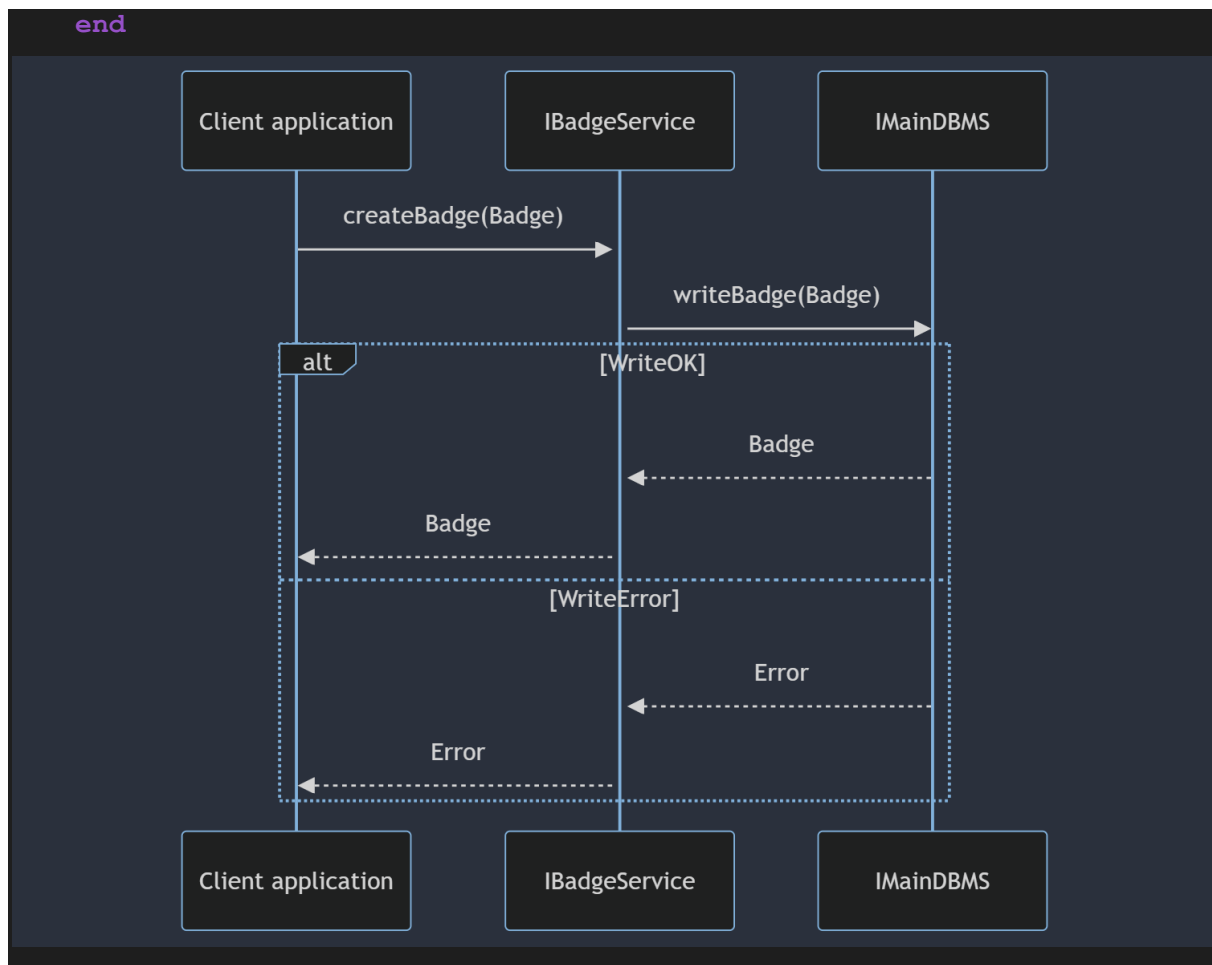 end
Client application IBadgeService IMainDBMS
createBadge(Badge)
writeBadge(Badge)
alt [WriteOK]
Badge
Badge
[WriteError]
Error
Error
Client application IBadgeService IMainDBMS